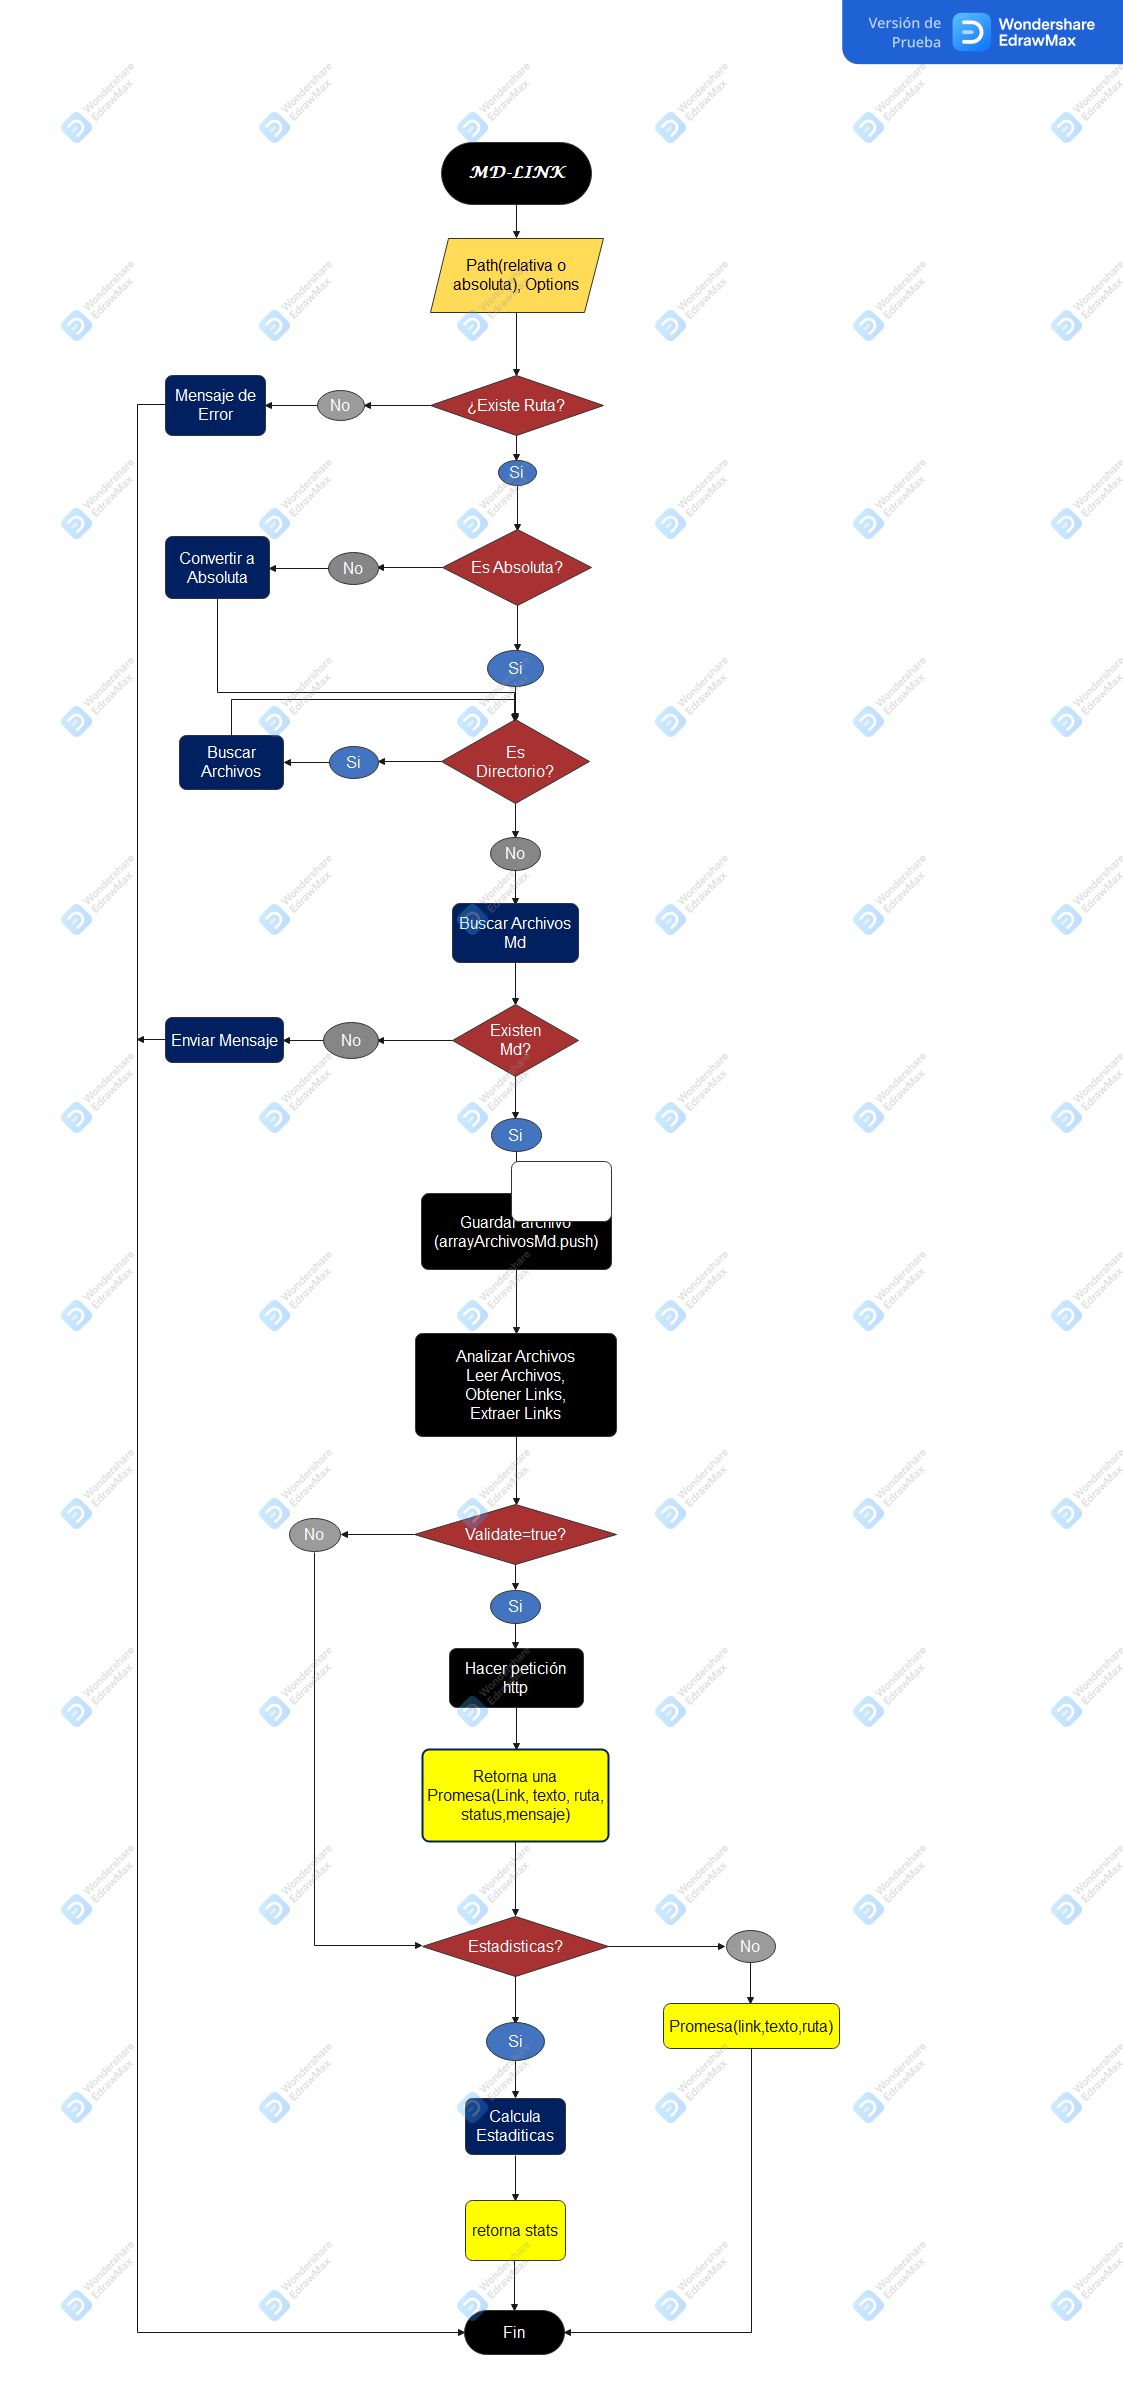 Versión de
Prueba
Wondershare
EdrawMax
MD-LINK
Path(relativa o
absoluta), Options
¿Existe Ruta?
No
Mensaje de
Error
Si
Es Absoluta?
No
Convertir a
Absoluta
Si
Es
Directorio?
Si
Buscar
Archivos
No
Buscar Archivos
Md
Existen
Md?
No
Enviar Mensaje
Si
Guardar archivo
(arrayArchivosMd.push)
Analizar Archivos
Leer Archivos,
Obtener Links,
Extraer Links
Validate=true?
No
Si
Hacer petición
http
Retorna una
Promesa(Link, texto, ruta,
status,mensaje)
Estadisticas?
No
Promesa(link,texto,ruta)
Si
Calcula
Estaditicas
retorna stats
Fin